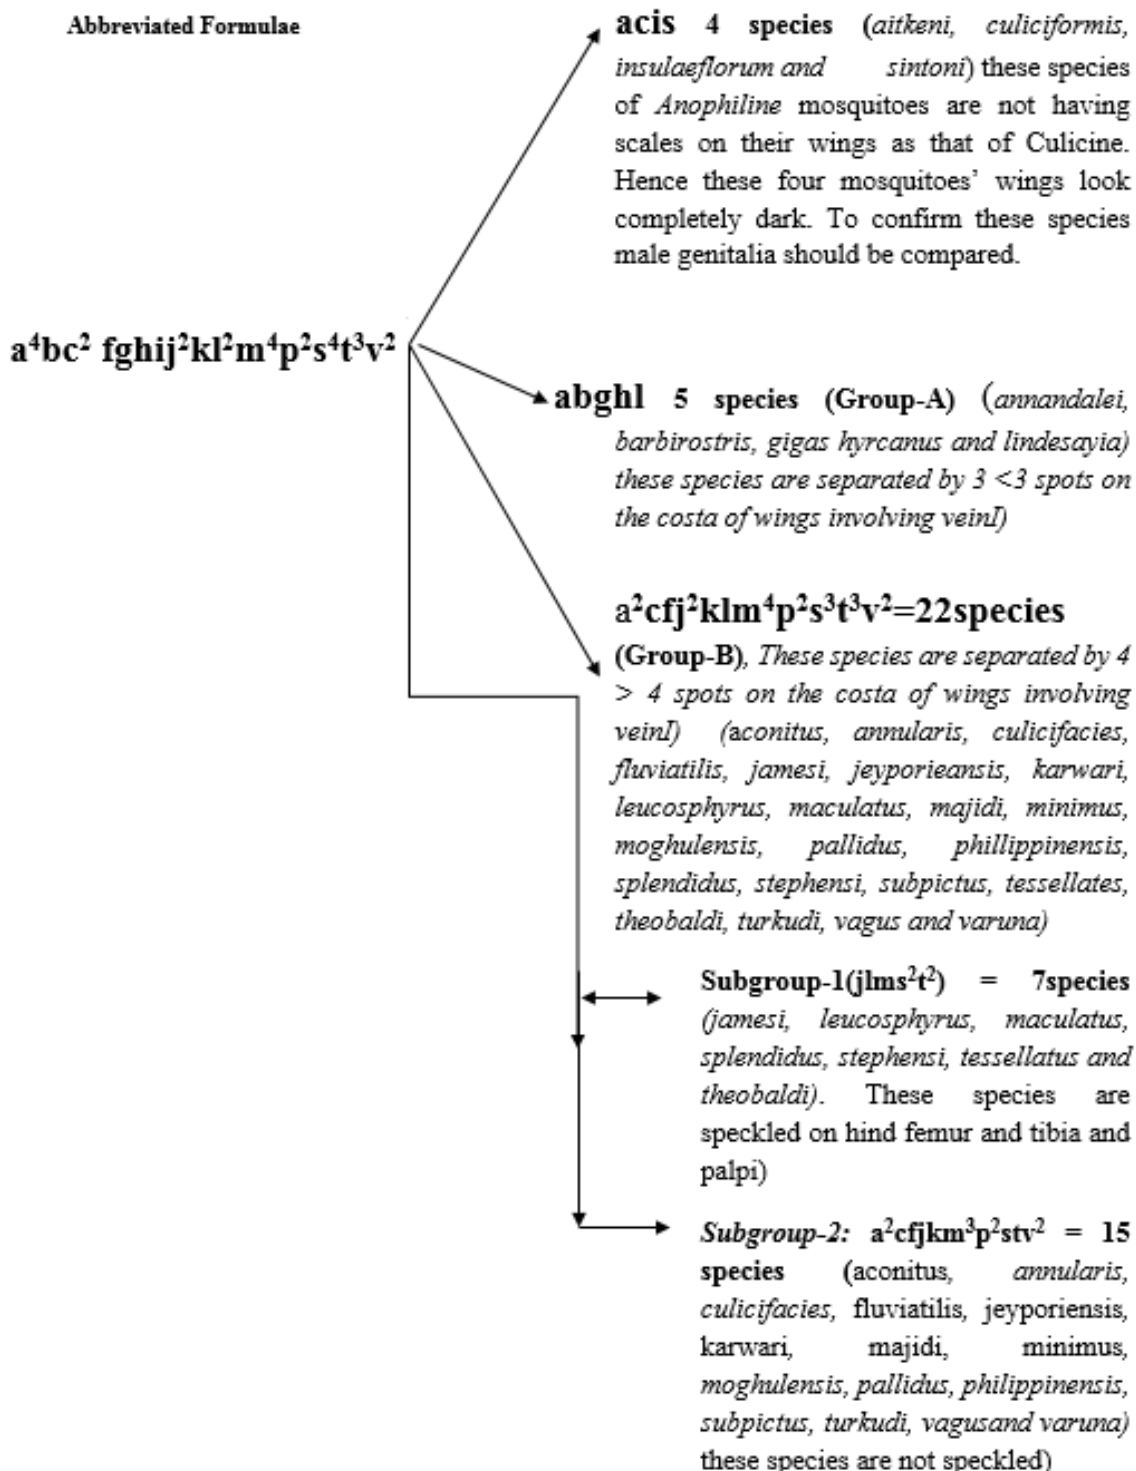 Abbreviated Formulae
acis 4 species (aitkeni, culiciformis,
insulaeflorum and sintoni) these species
of Anophiline mosquitoes are not having
scales on their wings as that of Culicine.
Hence these four mosquitoes’ wings look
completely dark. To confirm these species
male genitalia should be compared.
a⁴bc² fghij²kl²m⁴p²s⁴t³v²
abghl 5 species (Group-A) (annandalei,
barbirostris, gigas hyrcanus and lindesayia)
these species are separated by 3 <3 spots on
the costa of wings involving veinI)
a²cfj²klm⁴p²s³t³v²=22species
(Group-B), These species are separated by 4
> 4 spots on the costa of wings involving
veinI) (aconitus, annularis, culicifacies,
fluviatilis, jamesi, jeyporieansis, karwari,
leucosphyrus, maculatus, majidi, minimus,
moghulensis, pallidus, phillippinensis,
splendidus, stephensi, subpictus, tessellates,
theobaldi, turkudi, vagus and varuna)
Subgroup-1(jlms²t²) = 7species
(jamesi, leucosphyrus, maculatus,
splendidus, stephensi, tessellatus and
theobaldi). These species are
speckled on hind femur and tibia and
palpi)
Subgroup-2: a²cfjkm³p²stv² = 15
species (aconitus, annularis,
culicifacies, fluviatilis, jeyporiensis,
karwari, majidi, minimus,
moghulensis, pallidus, philippinensis,
subpictus, turkudi, vagusand varuna)
these species are not speckled)